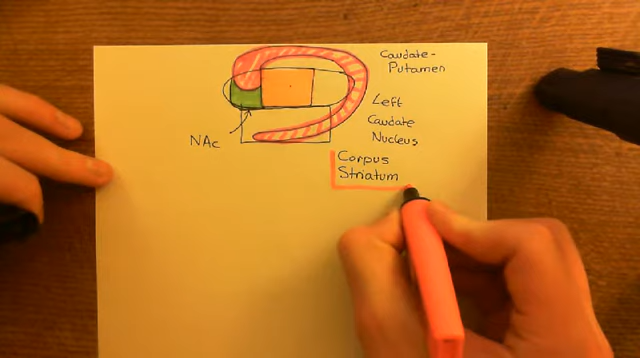 Caudate-
Putamen
Left
Caudate
Nucleus
NAc
Corpus
Striatum